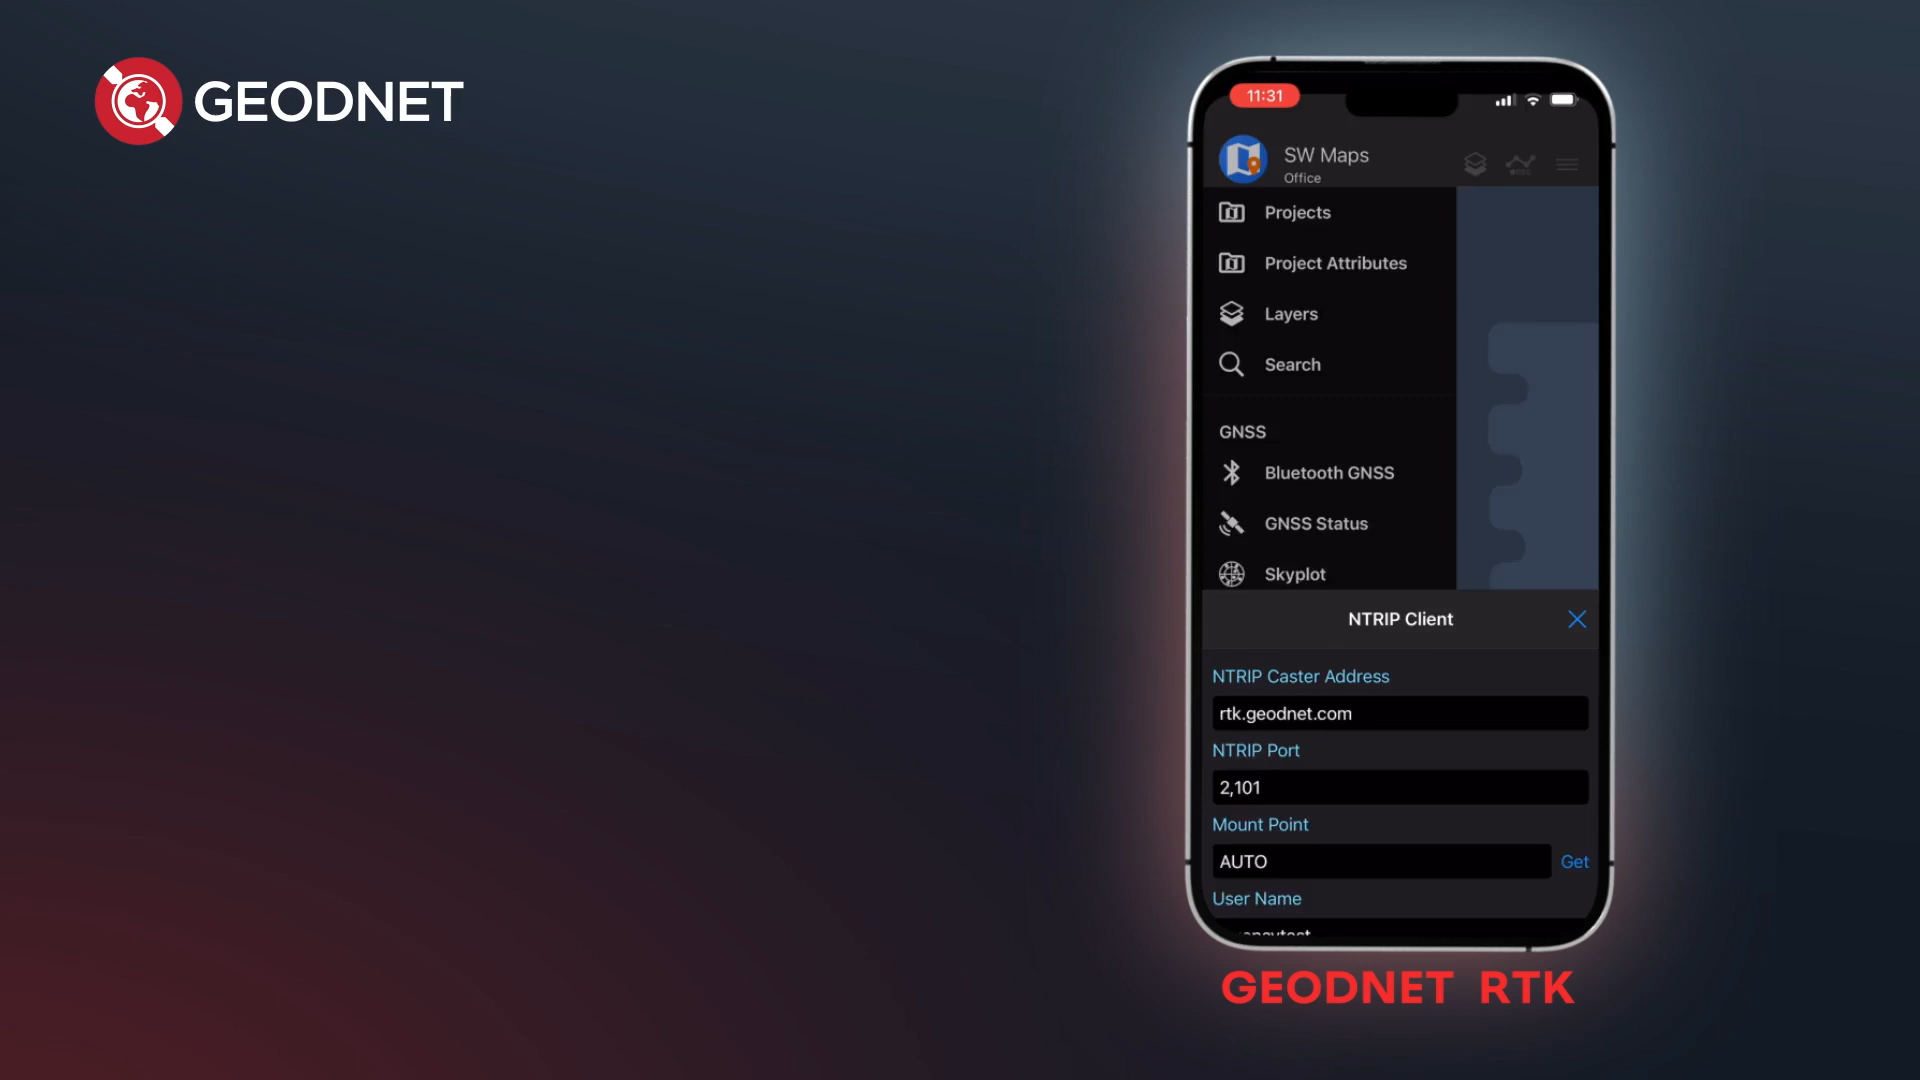 GEODNET
11:31
SW Maps
Office
Projects
Project Attributes
Layers
Search
GNSS
Bluetooth GNSS
GNSS Status
Skyplot
NTRIP Client
NTRIP Caster Address
rtk.geodnet.com
NTRIP Port
2,101
Mount Point
AUTO
Get
User Name
GEODNET RTK